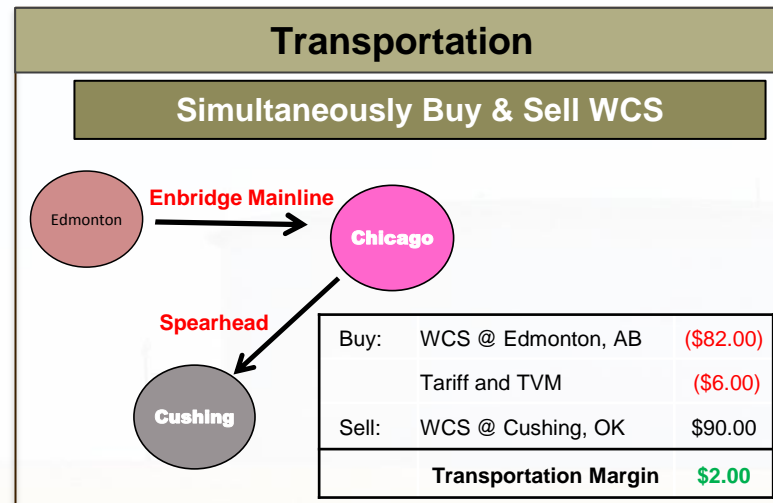 Transportation
Simultaneously Buy & Sell WCS
Enbridge Mainline
Edmonton
Chicago
Spearhead
Cushing
Buy: WCS @ Edmonton, AB ($82.00)
Tariff and TVM ($6.00)
Sell: WCS @ Cushing, OK $90.00
Transportation Margin $2.00